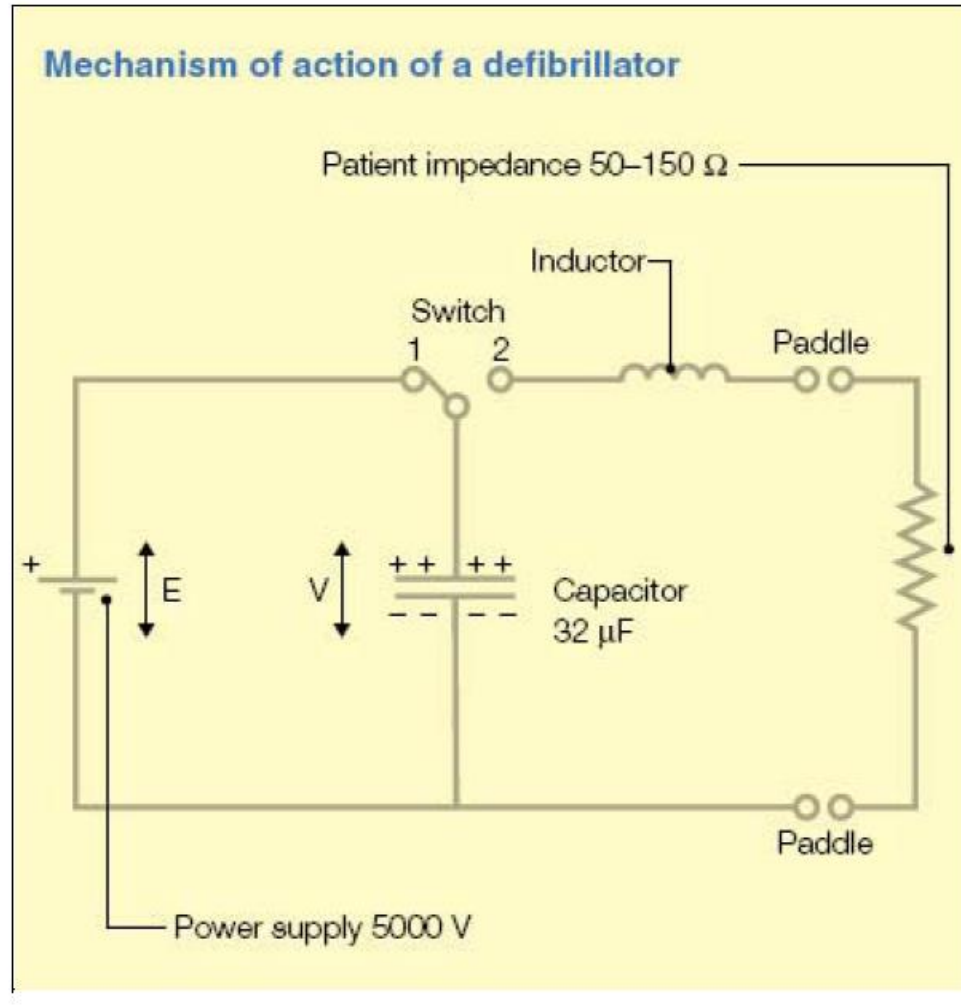 Mechanism of action of a defibrillator
Patient impedance 50–150 Ω
Inductor
Switch
1 2
Paddle
+
E
V
+ + + +
– – – –
Capacitor
32 μF
Paddle
Power supply 5000 V